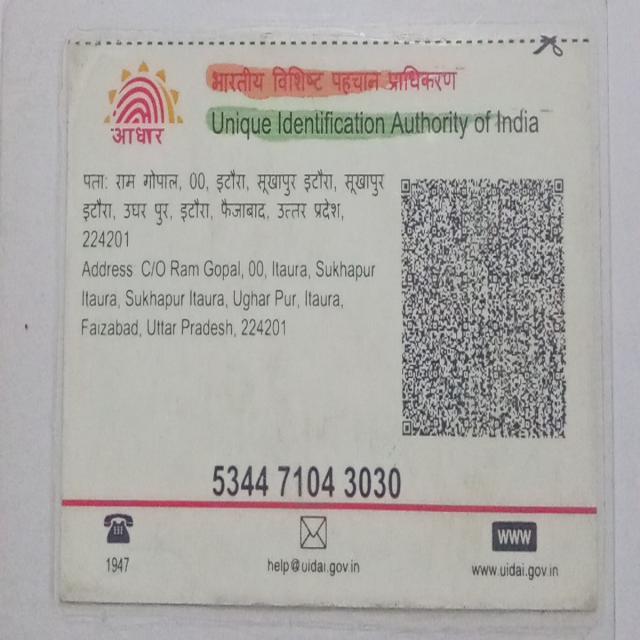 भारतीय विशिष्ट पहचान प्राधिकरण
Unique Identification Authority of India
आधार
पता: राम गोपाल, 00, इटौरा, सूखापुर इटौरा, सूखापुर
इटौरा, उघर पुर, इटौरा, फैजाबाद, उत्तर प्रदेश,
224201
Address: C/O Ram Gopal, 00, Itaura, Sukhapur
Itaura, Sukhapur Itaura, Ughar Pur, Itaura,
Faizabad, Uttar Pradesh, 224201
5344 7104 3030
WWW
1947
help@uidai.gov.in
www.uidai.gov.in